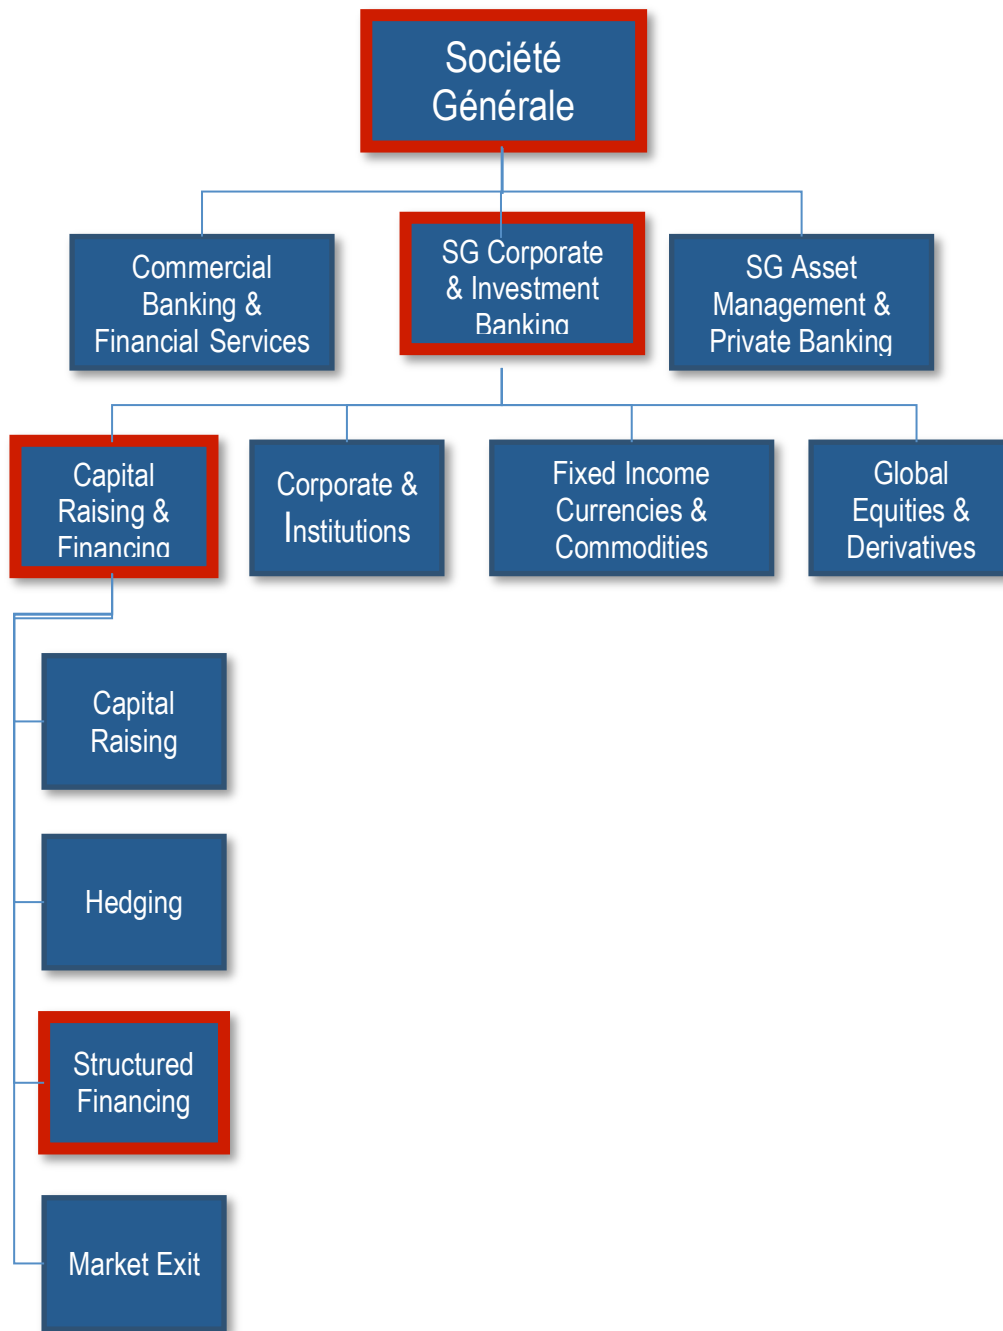 Société
Générale
Commercial
Banking &
Financial Services
SG Corporate
& Investment
Banking
SG Asset
Management &
Private Banking
Capital
Raising &
Financing
Corporate &
Institutions
Fixed Income
Currencies &
Commodities
Global
Equities &
Derivatives
Capital
Raising
Hedging
Structured
Financing
Market Exit